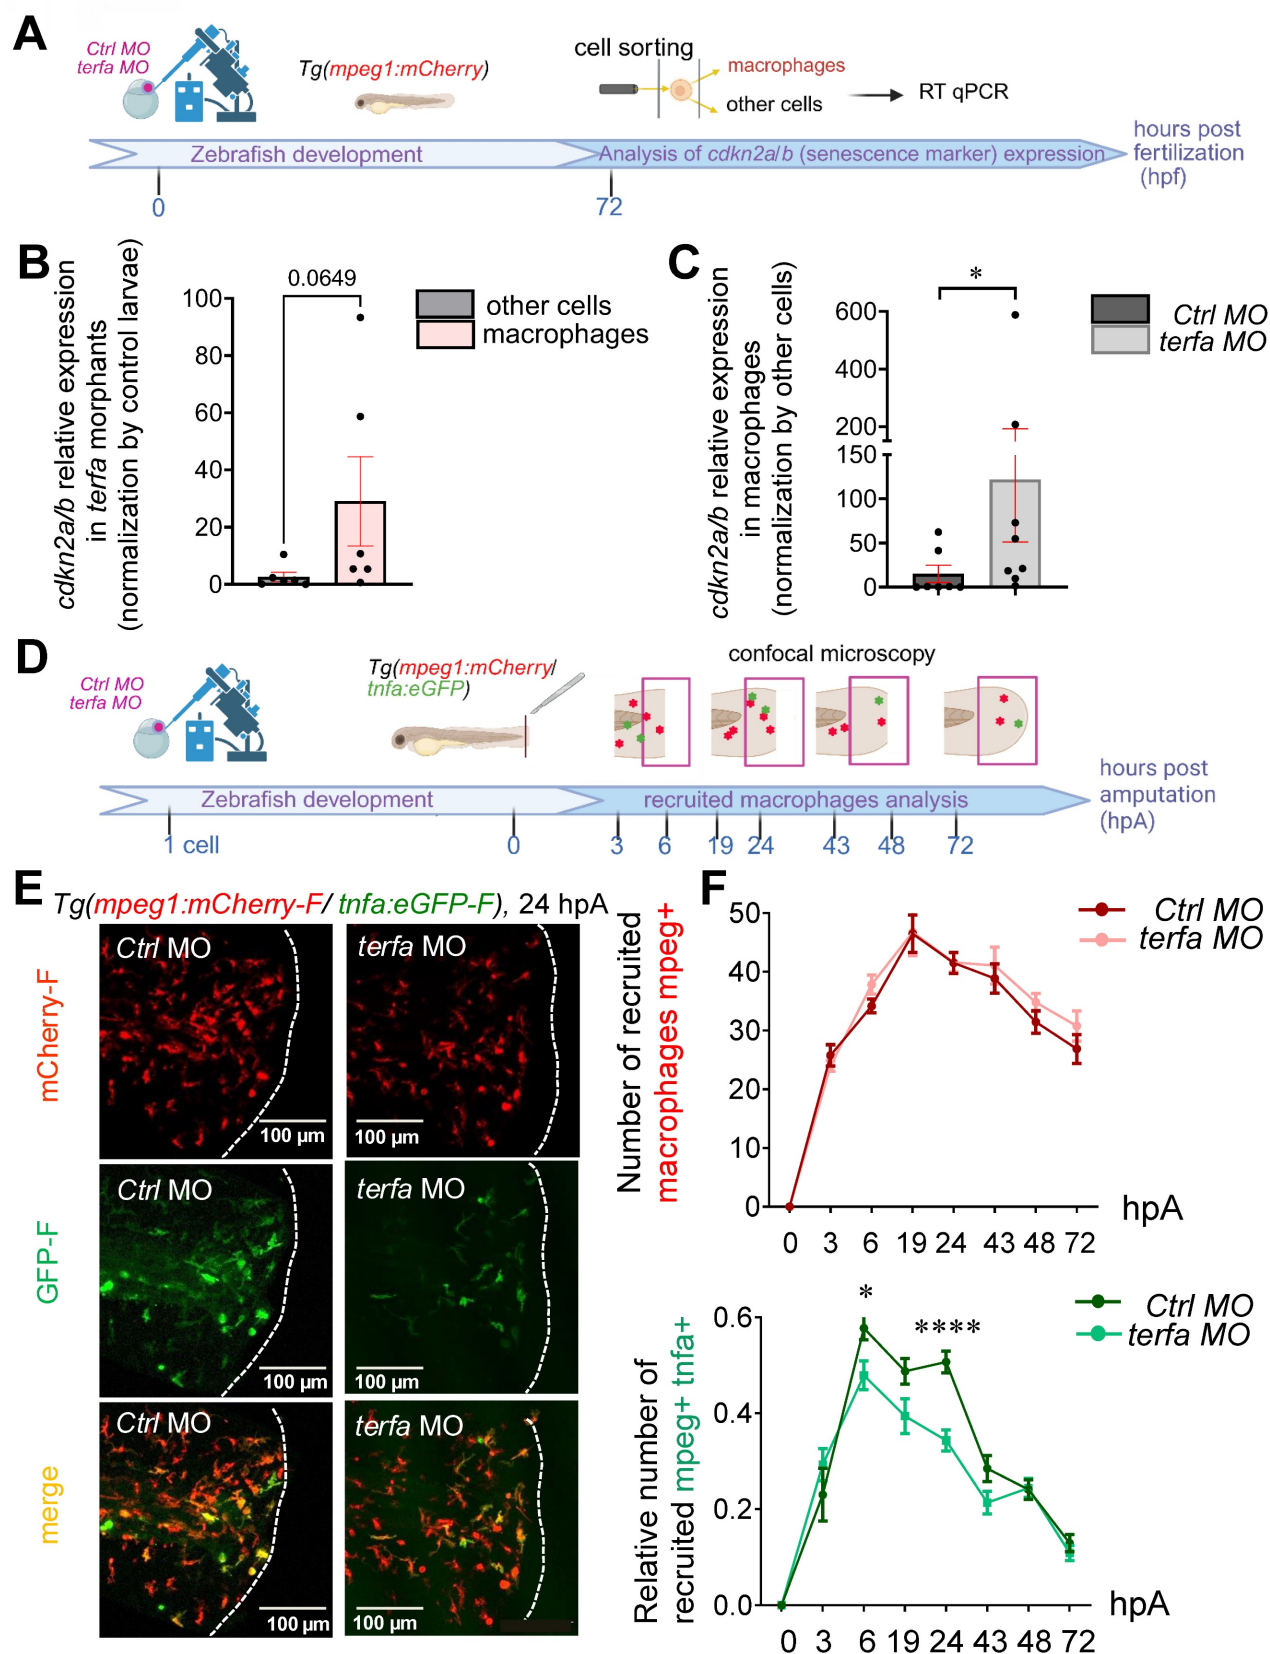 A
Ctrl MO
terfa MO
Tg(mpeg1:mCherry)
cell sorting
macrophages
other cells
RT qPCR
Zebrafish development
Analysis of cdkn2a/b (senescence marker) expression
hours post
fertilization
(hpf)
0
72
B
cdkn2a/b relative expression
in terfa morphants
(normalization by control larvae)
100
80
60
40
20
0
0.0649
other cells
macrophages
C
cdkn2a/b relative expression
in macrophages
(normalization by other cells)
600
400
200
150
100
50
0
*
Ctrl MO
terfa MO
D
Ctrl MO
terfa MO
Tg(mpeg1:mCherry/
tnfa:eGFP)
confocal microscopy
Zebrafish development
recruited macrophages analysis
hours post
amputation
(hpA)
1 cell
0
3
6
19
24
43
48
72
E
Tg(mpeg1:mCherry-F/ tnfa:eGFP-F), 24 hpA
mCherry-F
Ctrl MO
100 µm
terfa MO
100 µm
GFP-F
Ctrl MO
100 µm
terfa MO
100 µm
merge
Ctrl MO
100 µm
terfa MO
100 µm
F
Number of recruited
macrophages mpeg+
50
40
30
20
10
0
0 3 6 19 24 43 48 72
hpA
Ctrl MO
terfa MO
Relative number of
recruited mpeg+ tnfa+
0.6
0.4
0.2
0.0
*
****
0 3 6 19 24 43 48 72
hpA
Ctrl MO
terfa MO